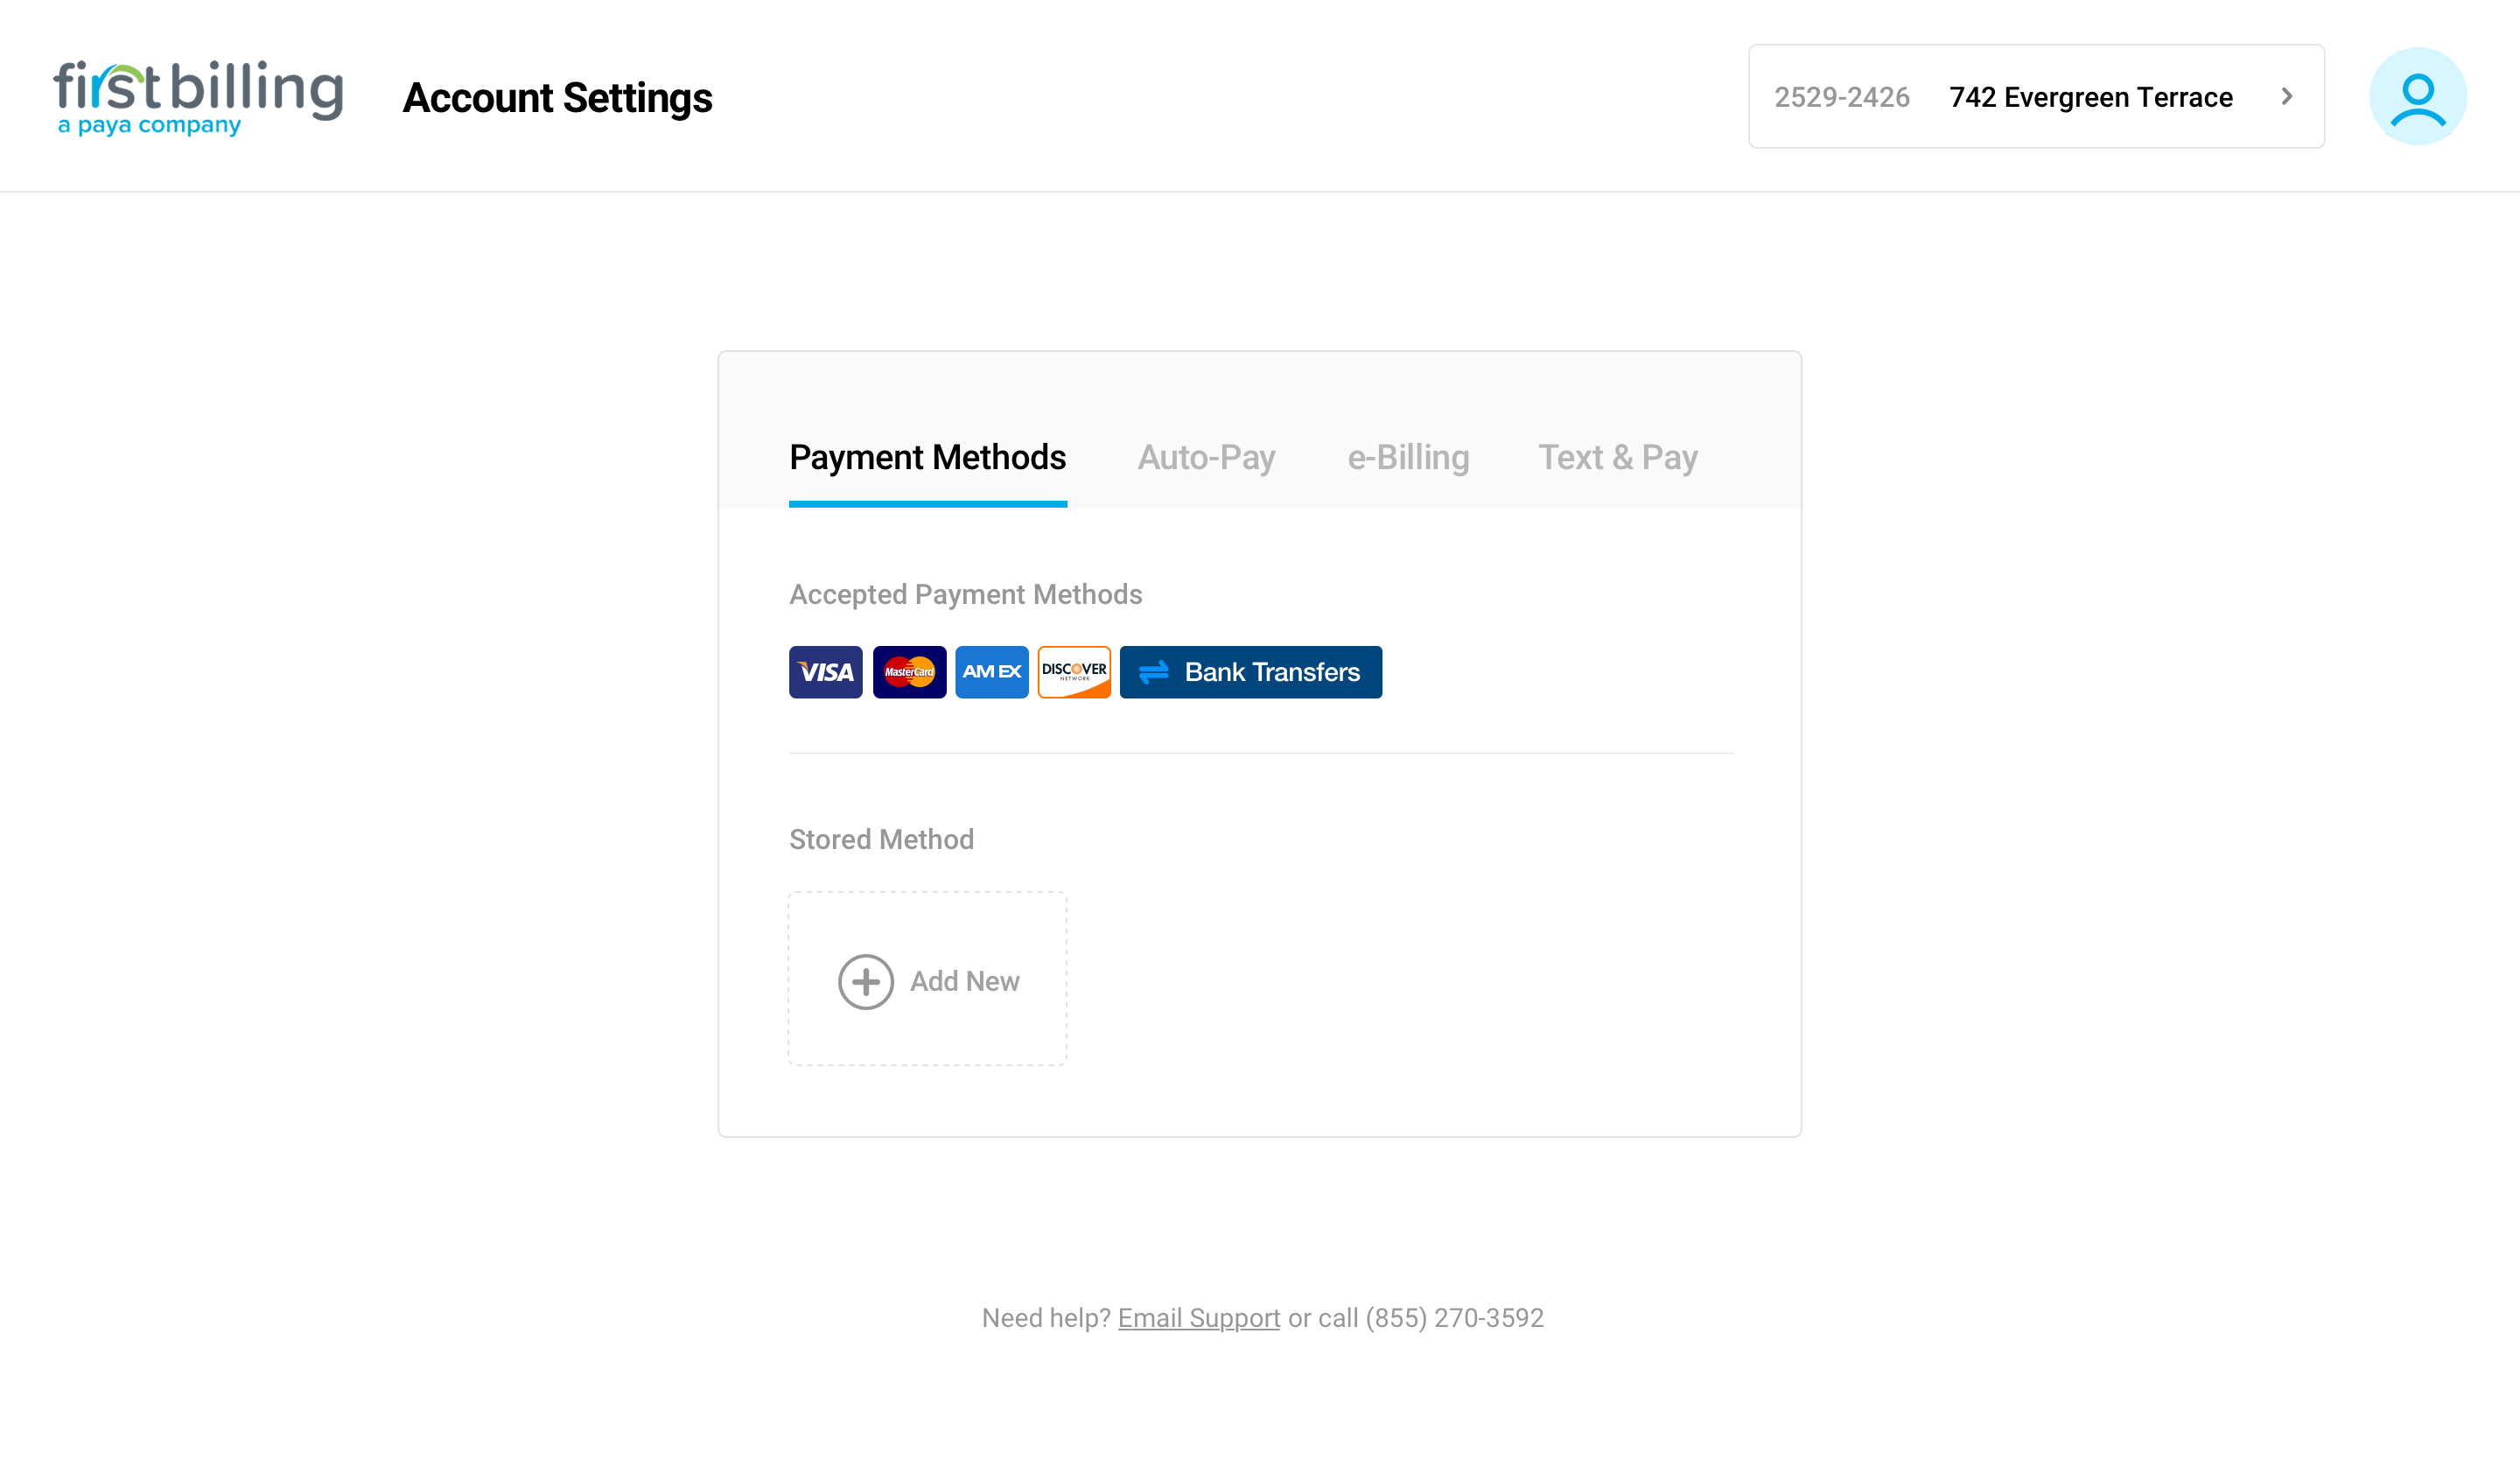 firstbilling
a paya company
Account Settings
2529-2426 742 Evergreen Terrace
Payment Methods Auto-Pay e-Billing Text & Pay
Accepted Payment Methods
VISA MasterCard AM EX DISCOVER NETWORK Bank Transfers
Stored Method
Add New
Need help? Email Support or call (855) 270-3592